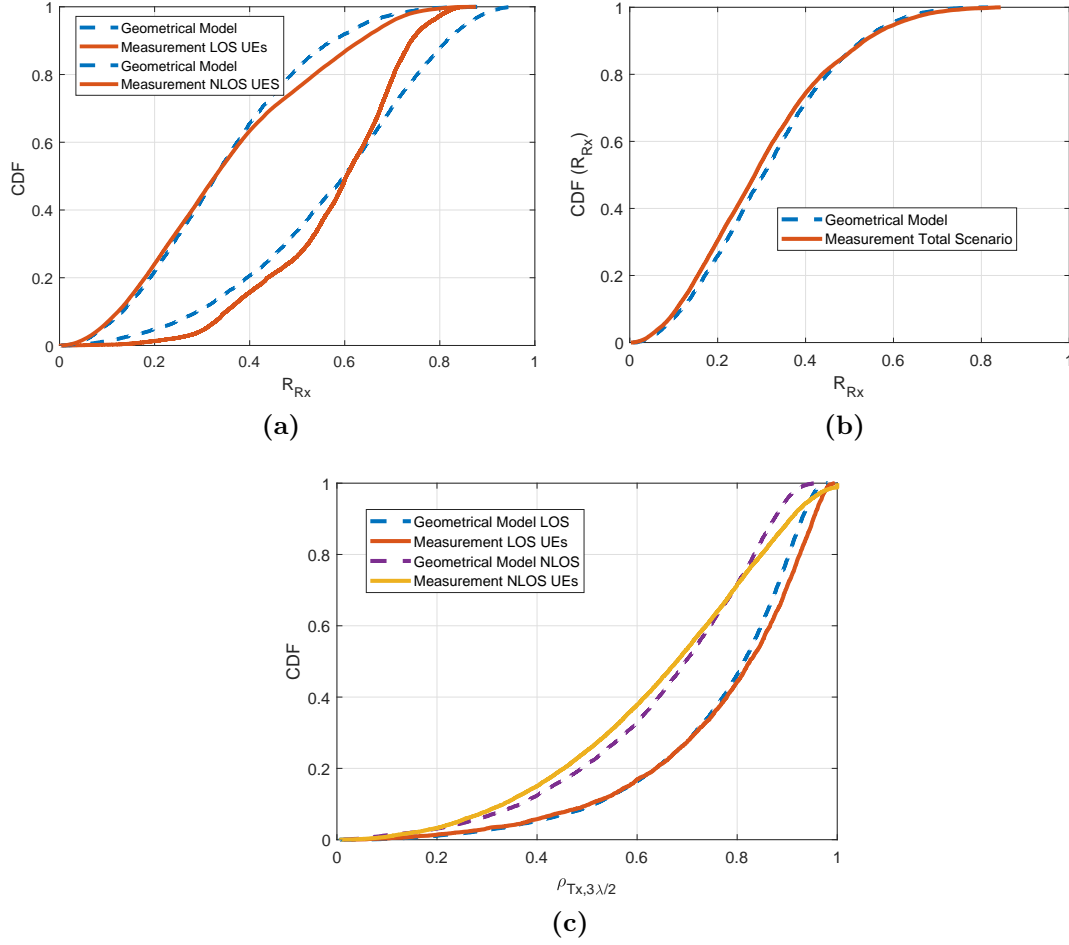 Geometrical Model
Measurement LOS UEs
Geometrical Model
Measurement NLOS UES
CDF
1
0.8
0.6
0.4
0.2
0
0 0.2 0.4 0.6 0.8 1
R_Rx
(a)
Geometrical Model
Measurement Total Scenario
CDF (R_Rx)
1
0.8
0.6
0.4
0.2
0
0 0.2 0.4 0.6 0.8 1
R_Rx
(b)
Geometrical Model LOS
Measurement LOS UEs
Geometrical Model NLOS
Measurement NLOS UEs
CDF
1
0.8
0.6
0.4
0.2
0
0 0.2 0.4 0.6 0.8 1
ρ_Tx,3λ/2
(c)